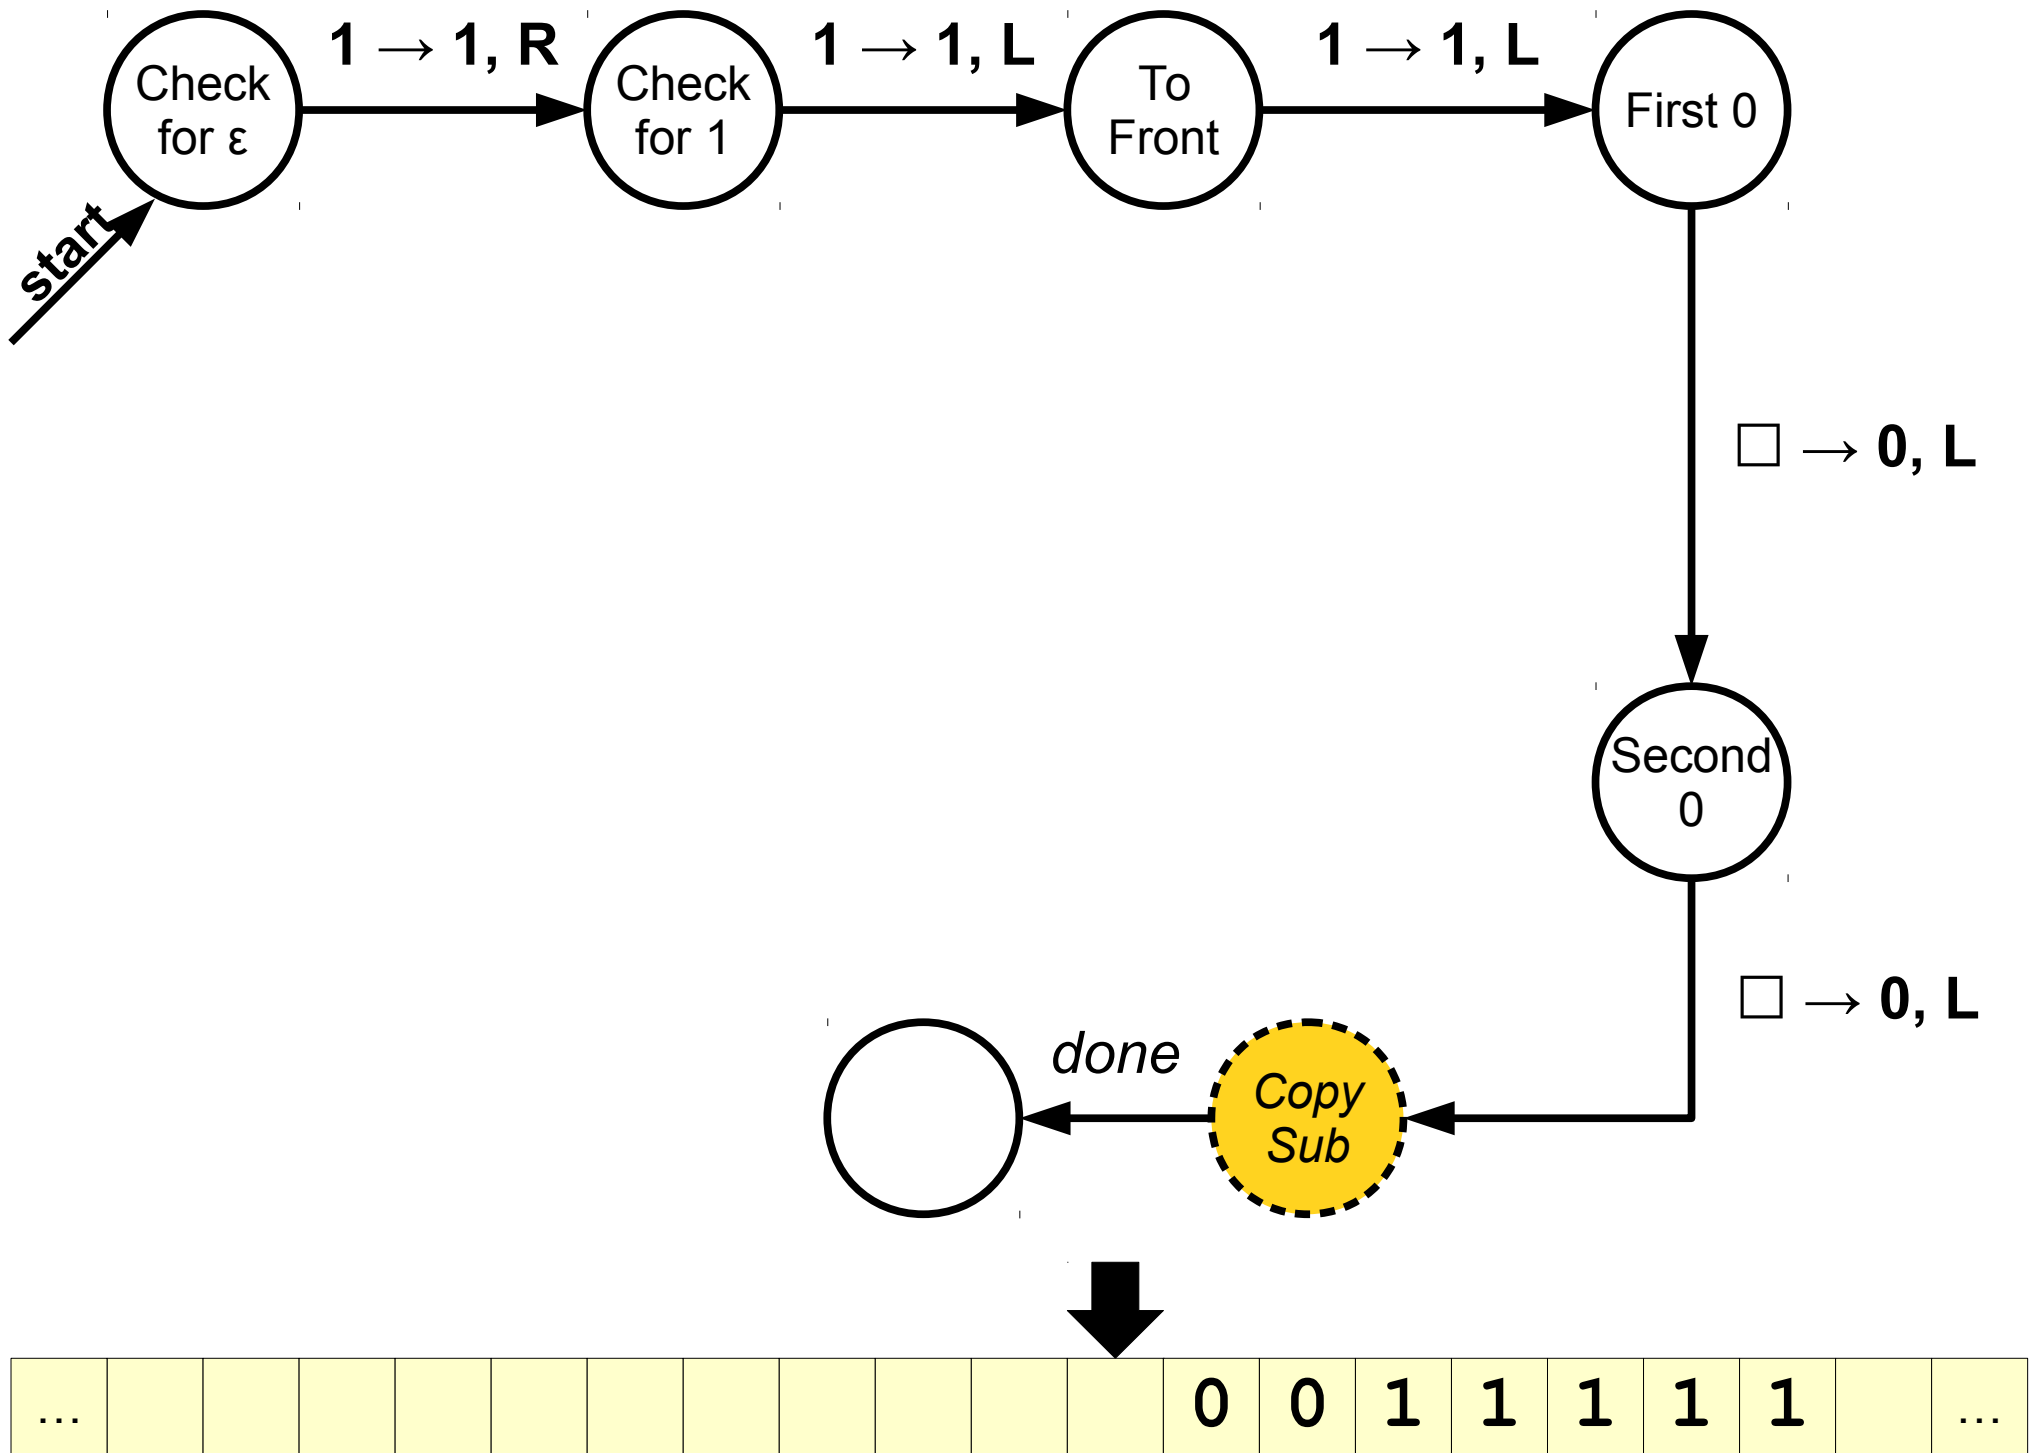 Check
for ε
1 → 1, R
Check
for 1
1 → 1, L
To
Front
1 → 1, L
First 0
start
☐ → 0, L
Second
0
☐ → 0, L
Copy
Sub
done
... 0 0 1 1 1 1 1 ...